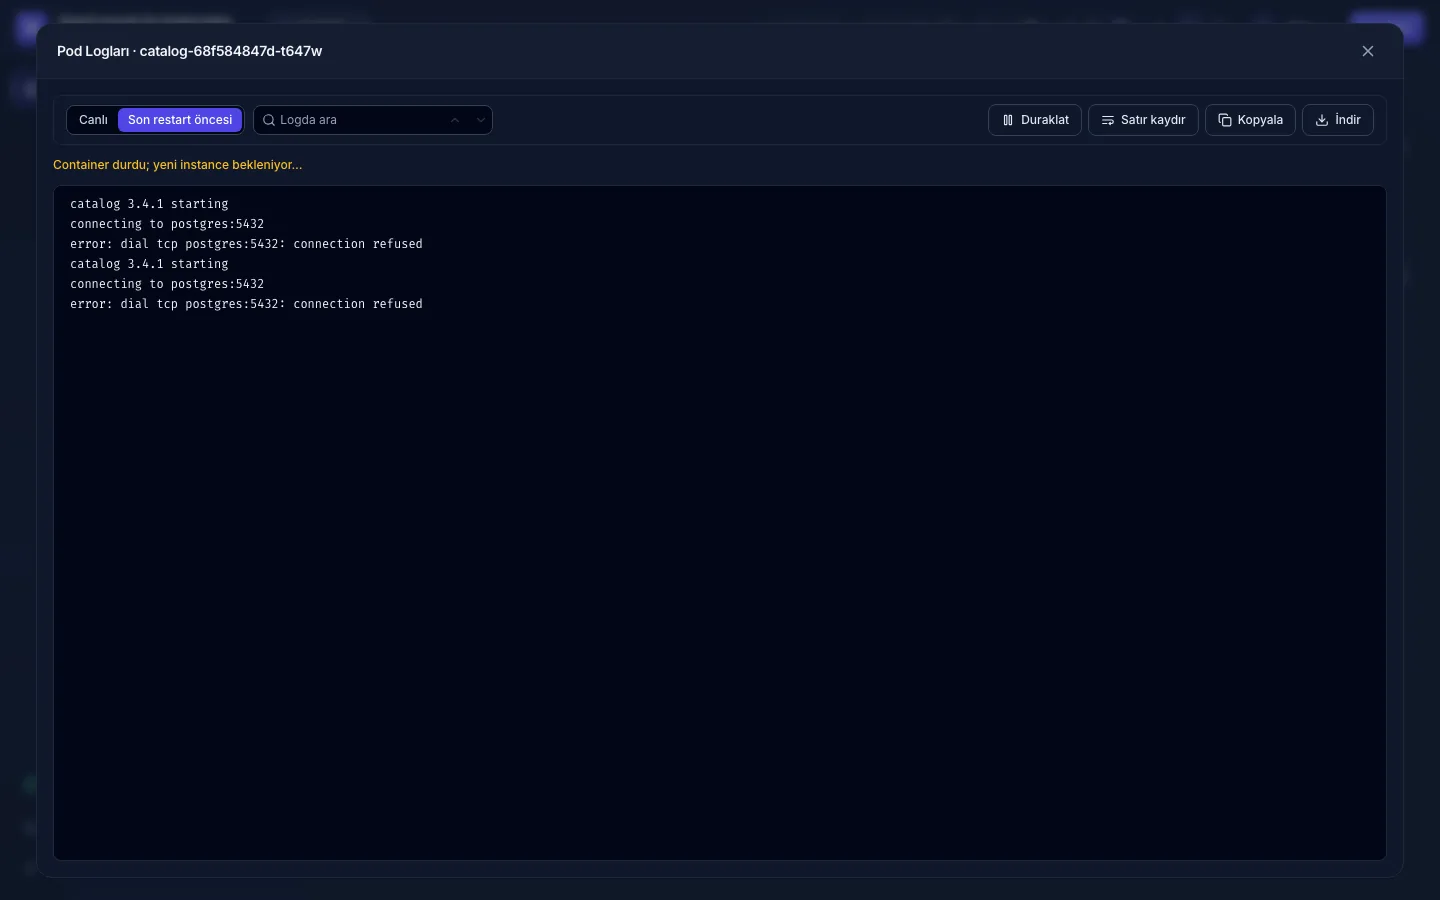 Pod Logları · catalog-68f584847d-t647w
Canlı Son restart öncesi Logda ara Duraklat Satır kaydır Kopyala İndir
Container durdu; yeni instance bekleniyor...
catalog 3.4.1 starting
connecting to postgres:5432
error: dial tcp postgres:5432: connection refused
catalog 3.4.1 starting
connecting to postgres:5432
error: dial tcp postgres:5432: connection refused